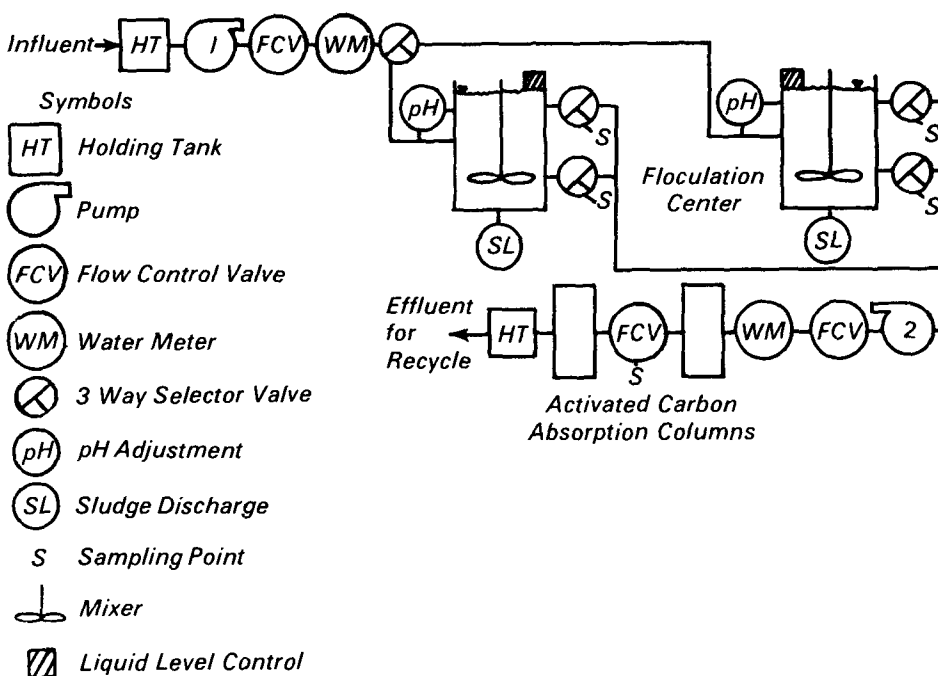 Influent HT 1 FCV WM
Symbols
HT Holding Tank
Pump
FCV Flow Control Valve
WM Water Meter
3 Way Selector Valve
pH pH Adjustment
SL Sludge Discharge
S Sampling Point
Mixer
Liquid Level Control
pH
S
S
SL
Floculation
Center
pH
S
S
SL
Effluent
for
Recycle
HT FCV WM FCV 2
S
Activated Carbon
Absorption Columns